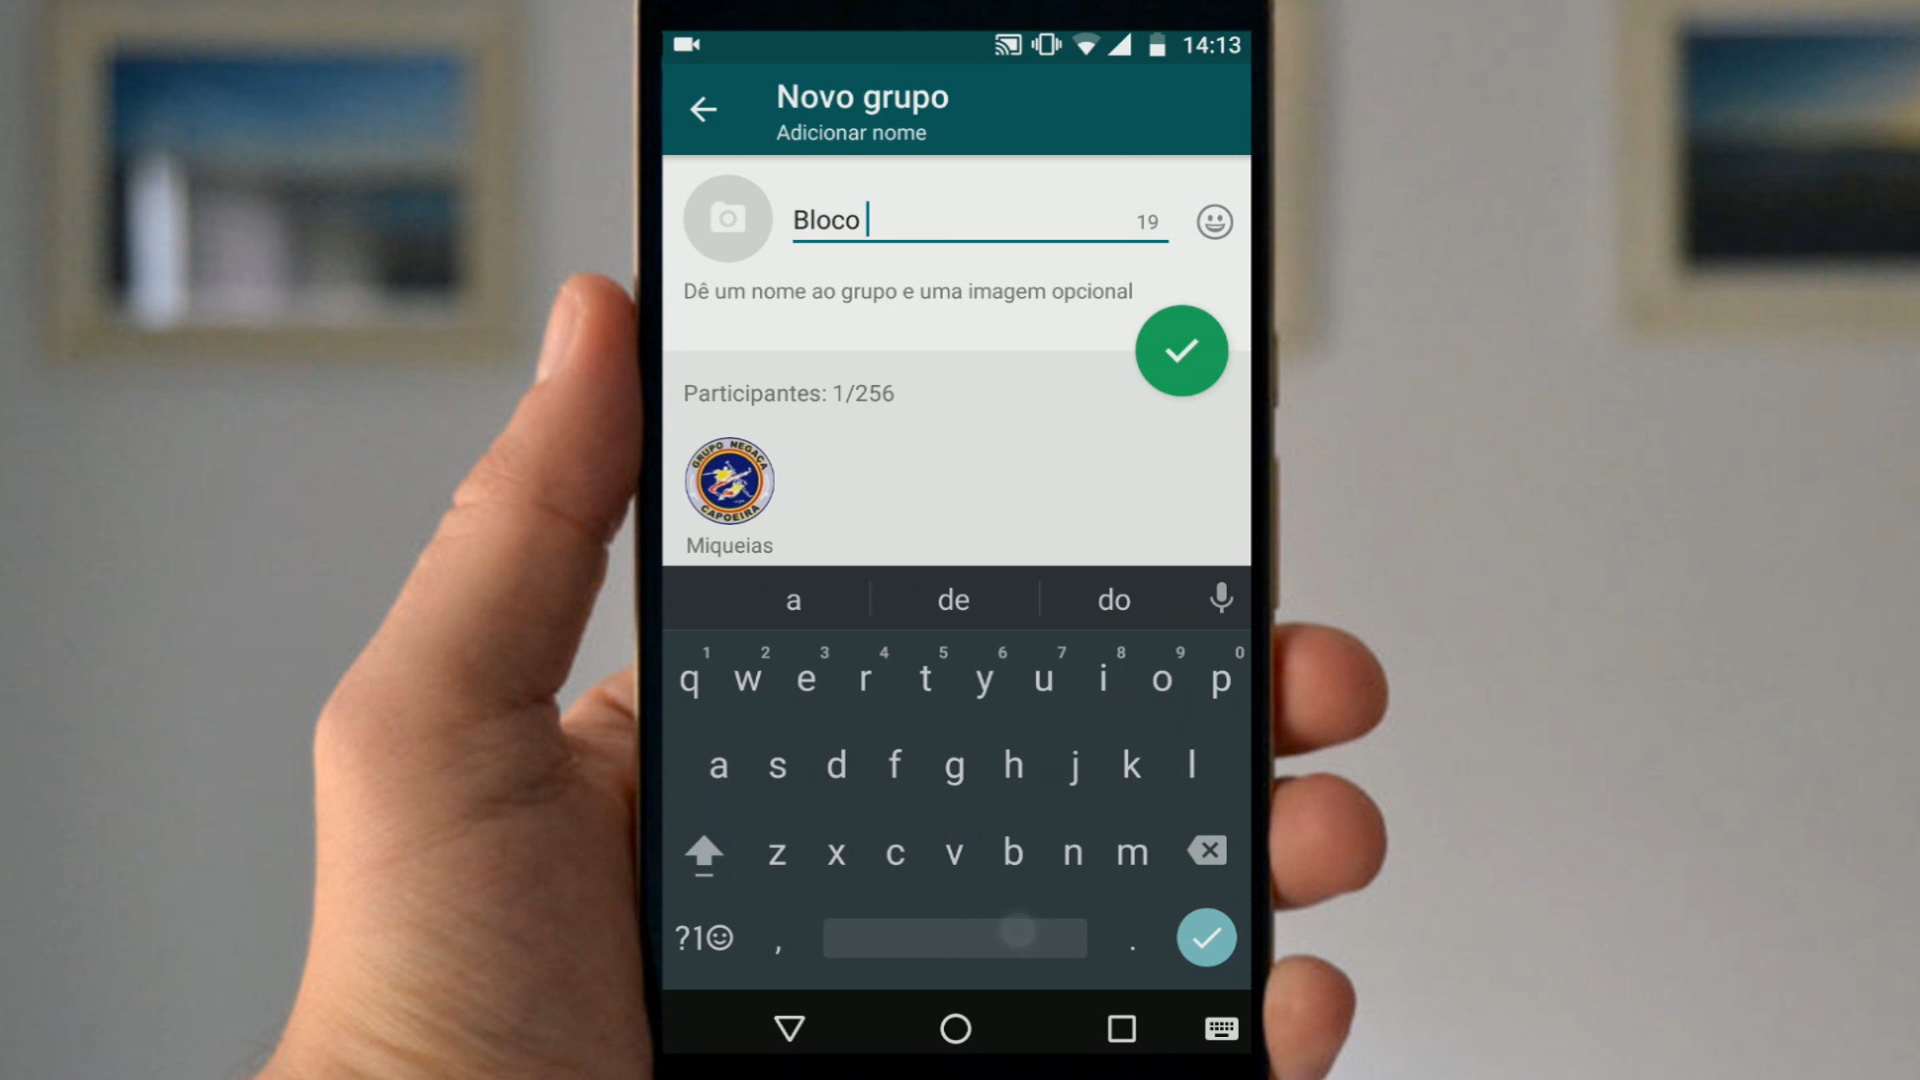 14:13
Novo grupo
Adicionar nome
Bloco
19
Dê um nome ao grupo e uma imagem opcional
Participantes: 1/256
GRUPO NEGAÇA
CAPOEIRA
Miqueias
a de do
1 2 3 4 5 6 7 8 9 0
q w e r t y u i o p
a s d f g h j k l
z x c v b n m
?1☺ , .